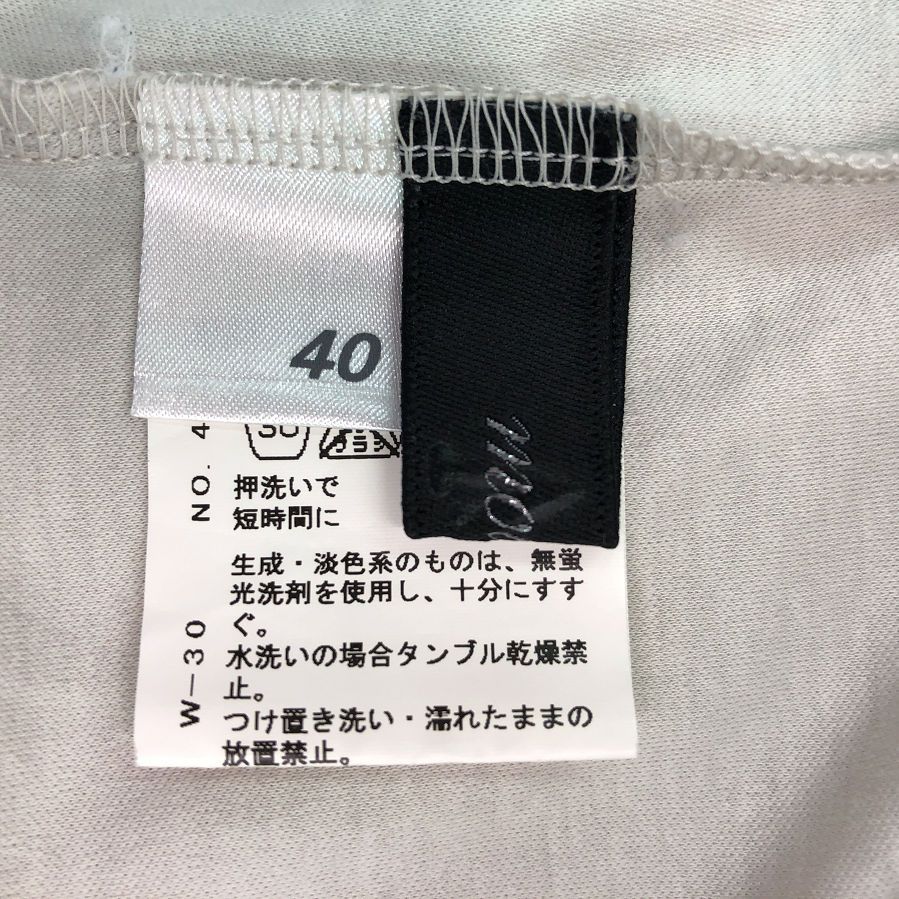 40
NO. 4
W-30
押洗いで
短時間に
生成・淡色系のものは、無蛍
光洗剤を使用し、十分にすす
ぐ。
水洗いの場合タンブル乾燥禁
止。
つけ置き洗い・濡れたままの
放置禁止。